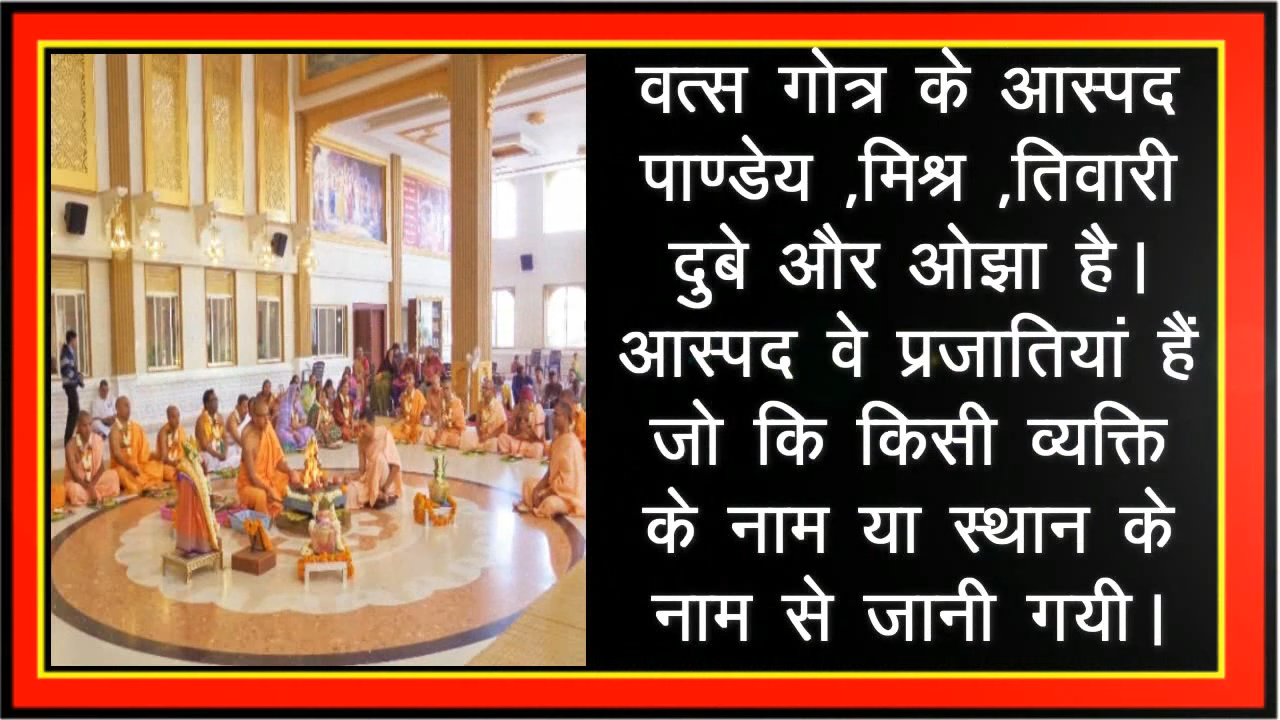 वत्स गोत्र के आस्पद
पाण्डेय ,मिश्र ,तिवारी
दुबे और ओझा है।
आस्पद वे प्रजातियां हैं
जो कि किसी व्यक्ति
के नाम या स्थान के
नाम से जानी गयी।